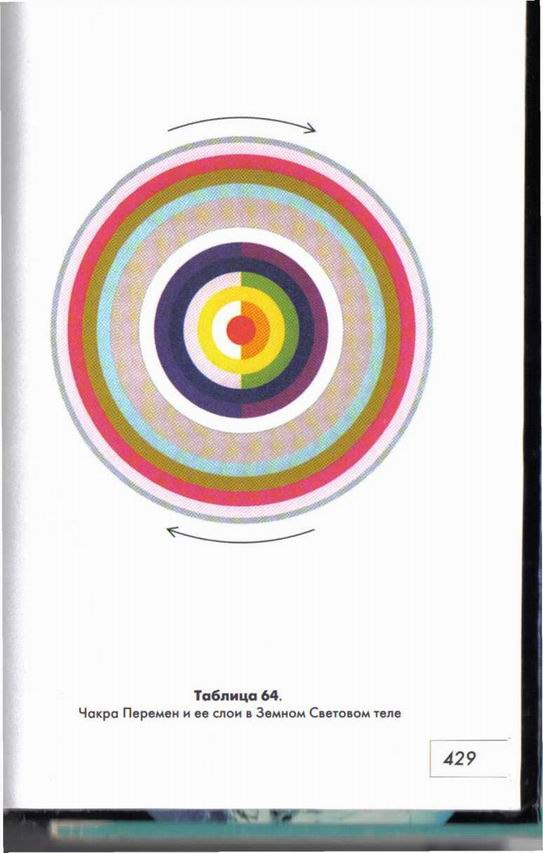 Таблица 64.
Чакра Перемен и ее слои в Земном Световом теле
429